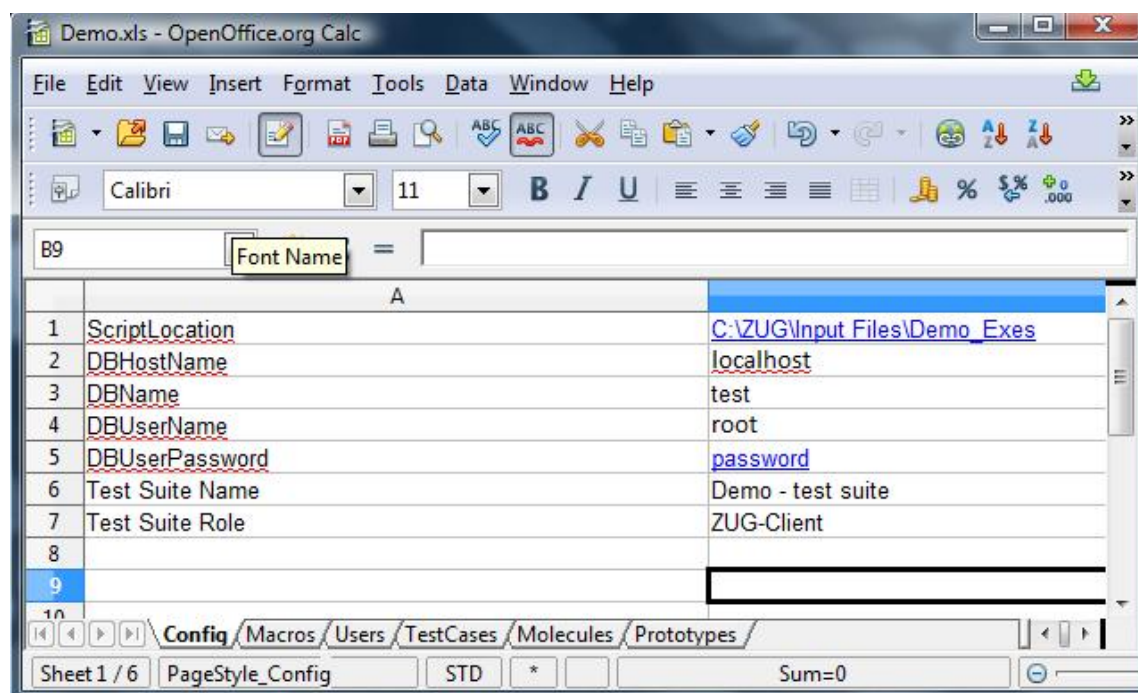 Demo.xls - OpenOffice.org Calc
File Edit View Insert Format Tools Data Window Help
Calibri 11 B I U
B9 Font Name =
A
1 ScriptLocation C:\ZUG\Input Files\Demo_Exes
2 DBHostName localhost
3 DBName test
4 DBUserName root
5 DBUserPassword password
6 Test Suite Name Demo - test suite
7 Test Suite Role ZUG-Client
8
9
10
Config Macros Users TestCases Molecules Prototypes
Sheet 1 / 6 PageStyle_Config STD * Sum=0